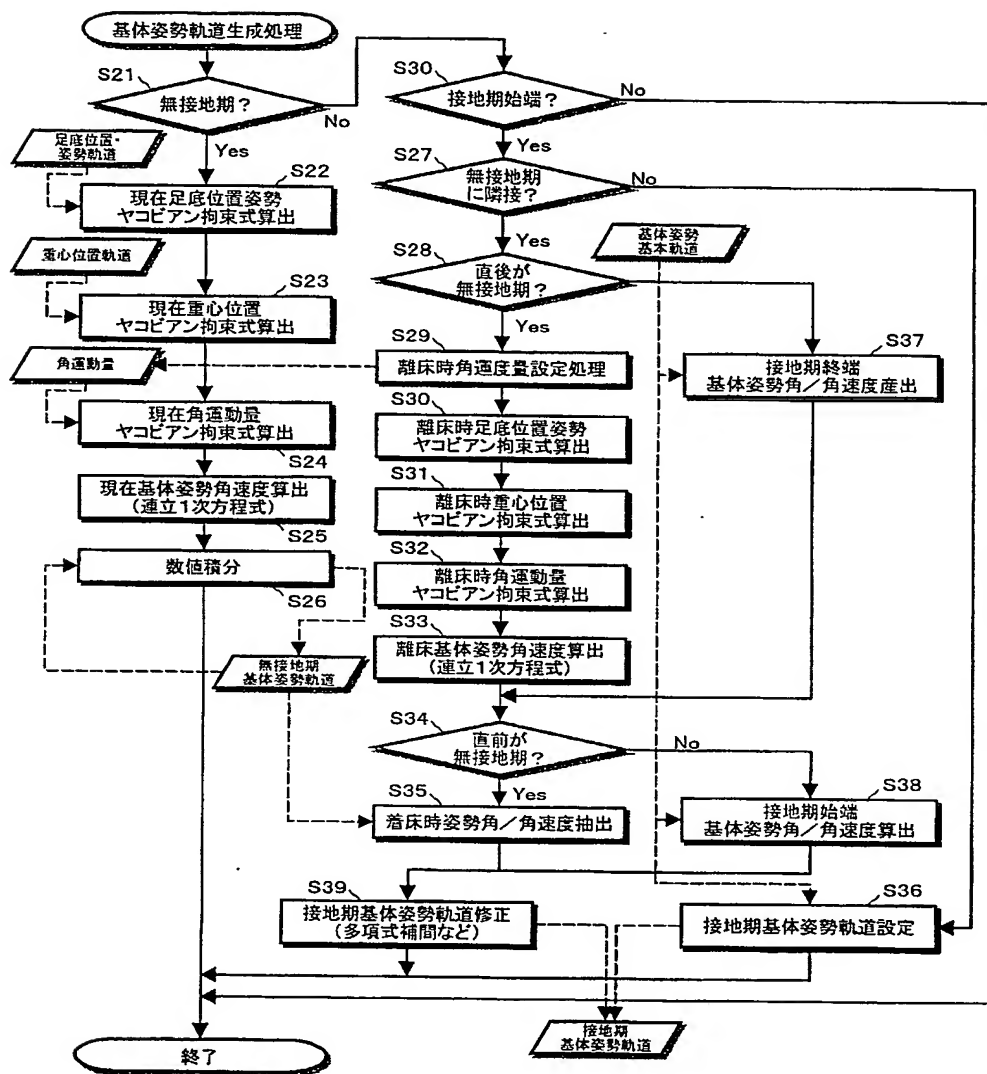 基体姿勢軌道生成処理
S21
無接地期?
No
Yes
足底位置・
姿勢軌道
S22
現在足底位置姿勢
ヤコビアン拘束式算出
重心位置軌道
S23
現在重心位置
ヤコビアン拘束式算出
角運動量
現在角運動量
ヤコビアン拘束式算出
S24
現在基体姿勢角速度算出
(連立1次方程式)
S25
数値積分
S26
無接地期
基体姿勢軌道
S30
接地期始端?
No
Yes
S27
無接地期
に隣接?
No
Yes
基体姿勢
基本軌道
S28
直後が
無接地期?
Yes
S29
離床時角運度量設定処理
S37
接地期終端
基体姿勢角/角速度産出
S30
離床時足底位置姿勢
ヤコビアン拘束式算出
S31
離床時重心位置
ヤコビアン拘束式算出
S32
離床時角運動量
ヤコビアン拘束式算出
S33
離床基体姿勢角速度算出
(連立1次方程式)
S34
直前が
無接地期?
No
Yes
S35
着床時姿勢角/角速度抽出
S38
接地期始端
基体姿勢角/角速度算出
S39
接地期基体姿勢軌道修正
(多項式補間など)
S36
接地期基体姿勢軌道設定
接地期
基体姿勢軌道
終了